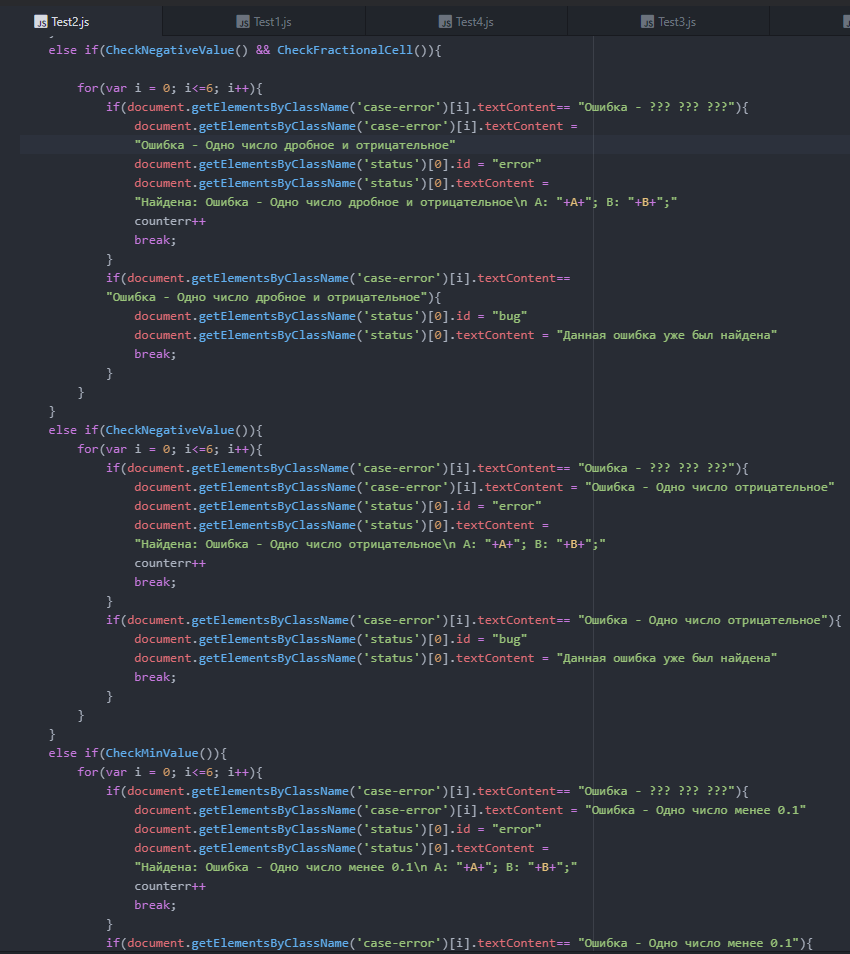 JS Test2.js JS Test1.js JS Test4.js JS Test3.js JS
else if(CheckNegativeValue() && CheckFractionalCell()){
for(var i = 0; i<=6; i++){
if(document.getElementsByClassName('case-error')[i].textContent== "Ошибка - ??? ??? ???"){
document.getElementsByClassName('case-error')[i].textContent =
"Ошибка - Одно число дробное и отрицательное"
document.getElementsByClassName('status')[0].id = "error"
document.getElementsByClassName('status')[0].textContent =
"Найдена: Ошибка - Одно число дробное и отрицательное\n A: "+A+"; B: "+B+";"
counterr++
break;
}
if(document.getElementsByClassName('case-error')[i].textContent==
"Ошибка - Одно число дробное и отрицательное"){
document.getElementsByClassName('status')[0].id = "bug"
document.getElementsByClassName('status')[0].textContent = "Данная ошибка уже был найдена"
break;
}
}
}
else if(CheckNegativeValue()){
for(var i = 0; i<=6; i++){
if(document.getElementsByClassName('case-error')[i].textContent== "Ошибка - ??? ??? ???"){
document.getElementsByClassName('case-error')[i].textContent = "Ошибка - Одно число отрицательное"
document.getElementsByClassName('status')[0].id = "error"
document.getElementsByClassName('status')[0].textContent =
"Найдена: Ошибка - Одно число отрицательное\n A: "+A+"; B: "+B+";"
counterr++
break;
}
if(document.getElementsByClassName('case-error')[i].textContent== "Ошибка - Одно число отрицательное"){
document.getElementsByClassName('status')[0].id = "bug"
document.getElementsByClassName('status')[0].textContent = "Данная ошибка уже был найдена"
break;
}
}
}
else if(CheckMinValue()){
for(var i = 0; i<=6; i++){
if(document.getElementsByClassName('case-error')[i].textContent== "Ошибка - ??? ??? ???"){
document.getElementsByClassName('case-error')[i].textContent = "Ошибка - Одно число менее 0.1"
document.getElementsByClassName('status')[0].id = "error"
document.getElementsByClassName('status')[0].textContent =
"Найдена: Ошибка - Одно число менее 0.1\n A: "+A+"; B: "+B+";"
counterr++
break;
}
if(document.getElementsByClassName('case-error')[i].textContent== "Ошибка - Одно число менее 0.1"){